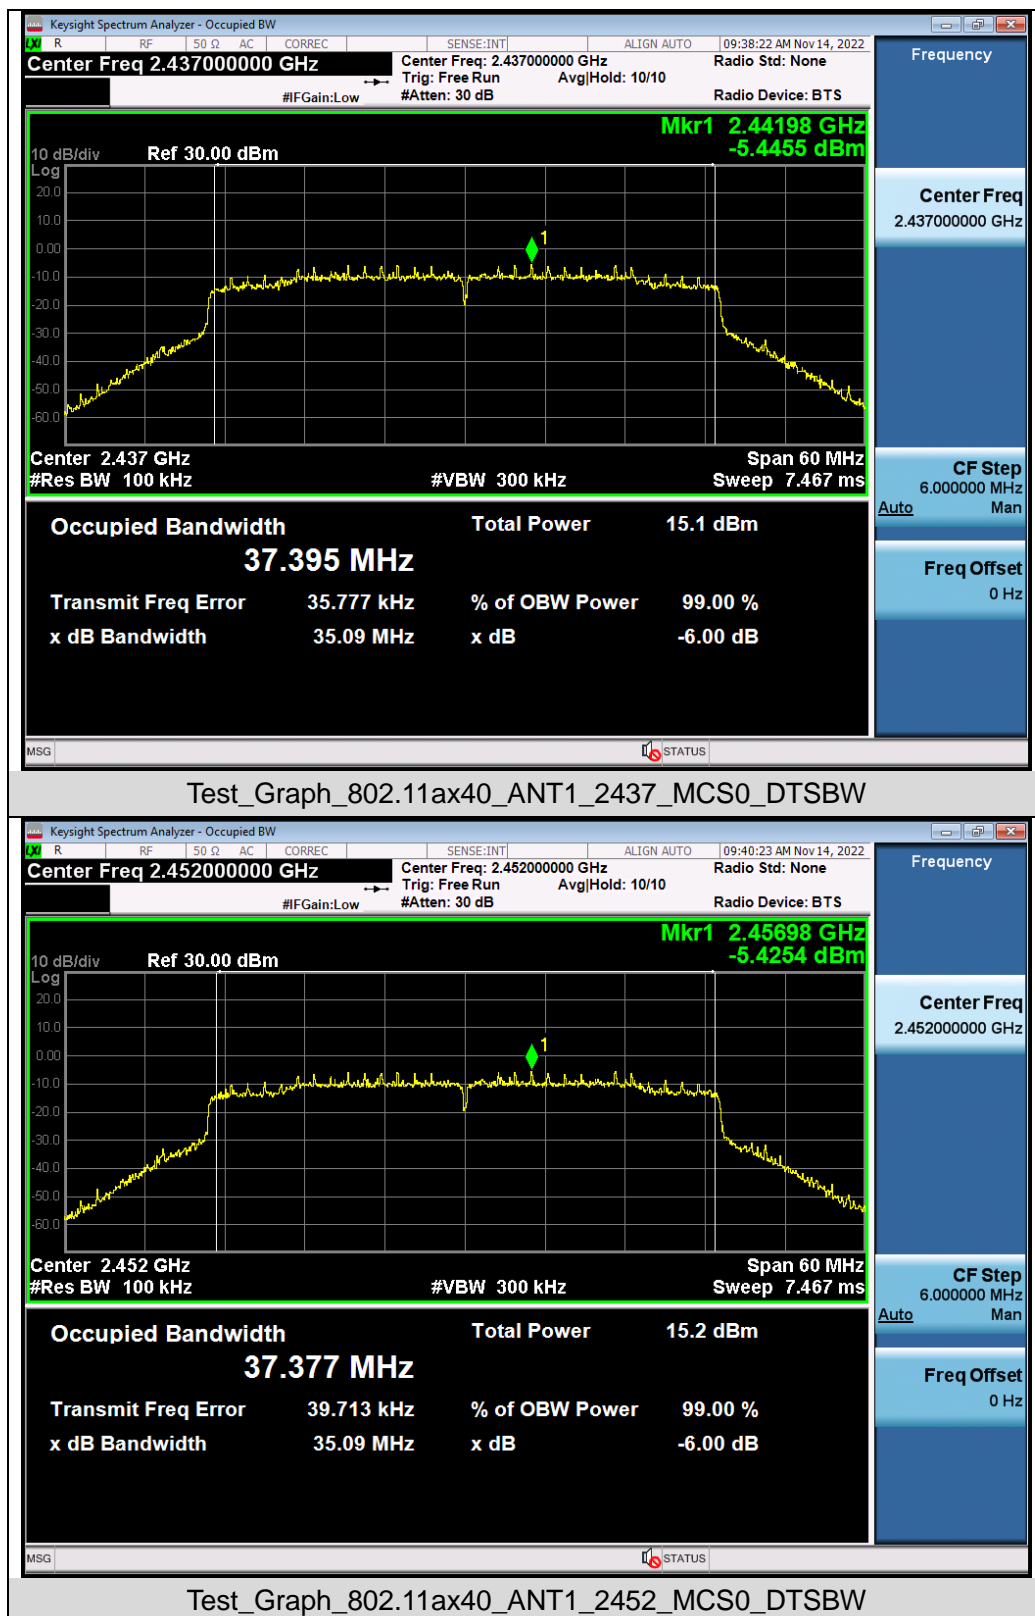 Keysight Spectrum Analyzer - Occupied BW
LXI R RF 50 Ω AC CORREC SENSE:INT ALIGN AUTO 09:38:22 AM Nov 14, 2022
Center Freq 2.437000000 GHz
Center Freq: 2.437000000 GHz
Radio Std: None
Trig: Free Run Avg|Hold: 10/10
#IFGain:Low #Atten: 30 dB Radio Device: BTS
Frequency
Mkr1 2.44198 GHz
-5.4455 dBm
10 dB/div Ref 30.00 dBm
Log
20.0
10.0
0.00
-10.0
-20.0
-30.0
-40.0
-50.0
-60.0
1
Center 2.437 GHz Span 60 MHz
#Res BW 100 kHz #VBW 300 kHz Sweep 7.467 ms
Center Freq
2.437000000 GHz
CF Step
6.000000 MHz
Auto Man
Freq Offset
0 Hz
Occupied Bandwidth Total Power 15.1 dBm
37.395 MHz
Transmit Freq Error 35.777 kHz % of OBW Power 99.00 %
x dB Bandwidth 35.09 MHz x dB -6.00 dB
MSG STATUS
Test_Graph_802.11ax40_ANT1_2437_MCS0_DTSBW
Keysight Spectrum Analyzer - Occupied BW
LXI R RF 50 Ω AC CORREC SENSE:INT ALIGN AUTO 09:40:23 AM Nov 14, 2022
Center Freq 2.452000000 GHz
Center Freq: 2.452000000 GHz
Radio Std: None
Trig: Free Run Avg|Hold: 10/10
#IFGain:Low #Atten: 30 dB Radio Device: BTS
Frequency
Mkr1 2.45698 GHz
-5.4254 dBm
10 dB/div Ref 30.00 dBm
Log
20.0
10.0
0.00
-10.0
-20.0
-30.0
-40.0
-50.0
-60.0
1
Center 2.452 GHz Span 60 MHz
#Res BW 100 kHz #VBW 300 kHz Sweep 7.467 ms
Center Freq
2.452000000 GHz
CF Step
6.000000 MHz
Auto Man
Freq Offset
0 Hz
Occupied Bandwidth Total Power 15.2 dBm
37.377 MHz
Transmit Freq Error 39.713 kHz % of OBW Power 99.00 %
x dB Bandwidth 35.09 MHz x dB -6.00 dB
MSG STATUS
Test_Graph_802.11ax40_ANT1_2452_MCS0_DTSBW